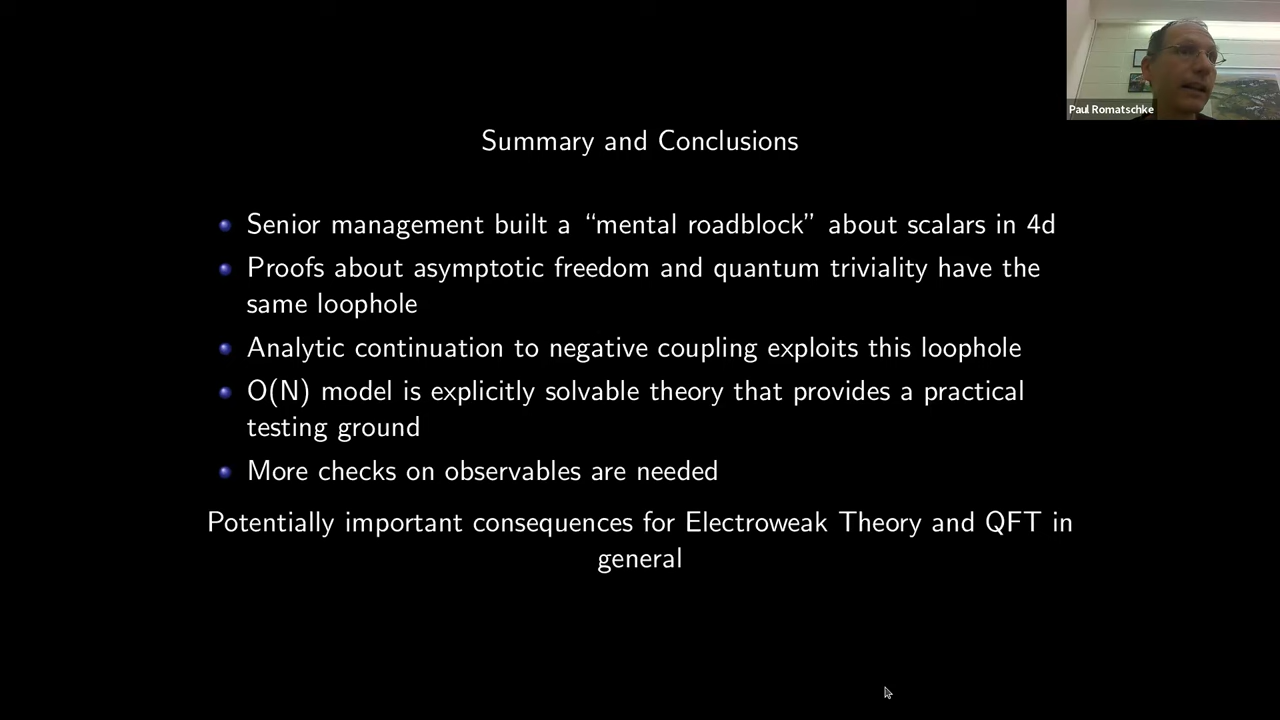 Paul Romatschke
Summary and Conclusions
Senior management built a “mental roadblock” about scalars in 4d
Proofs about asymptotic freedom and quantum triviality have the
same loophole
Analytic continuation to negative coupling exploits this loophole
O(N) model is explicitly solvable theory that provides a practical
testing ground
More checks on observables are needed
Potentially important consequences for Electroweak Theory and QFT in
general